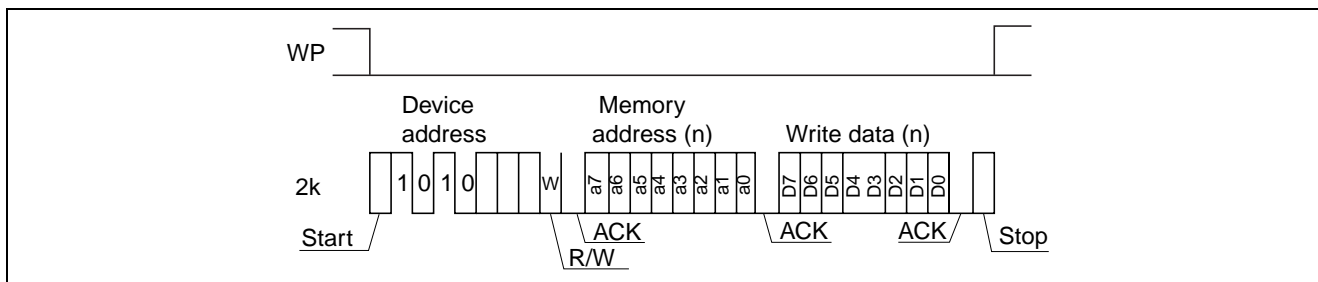 WP
Device address
Memory address (n)
Write data (n)
2k
1 0 1 0
W
a7 a6 a5 a4 a3 a2 a1 a0
D7 D6 D5 D4 D3 D2 D1 D0
Start
ACK
ACK
ACK
Stop
R/W